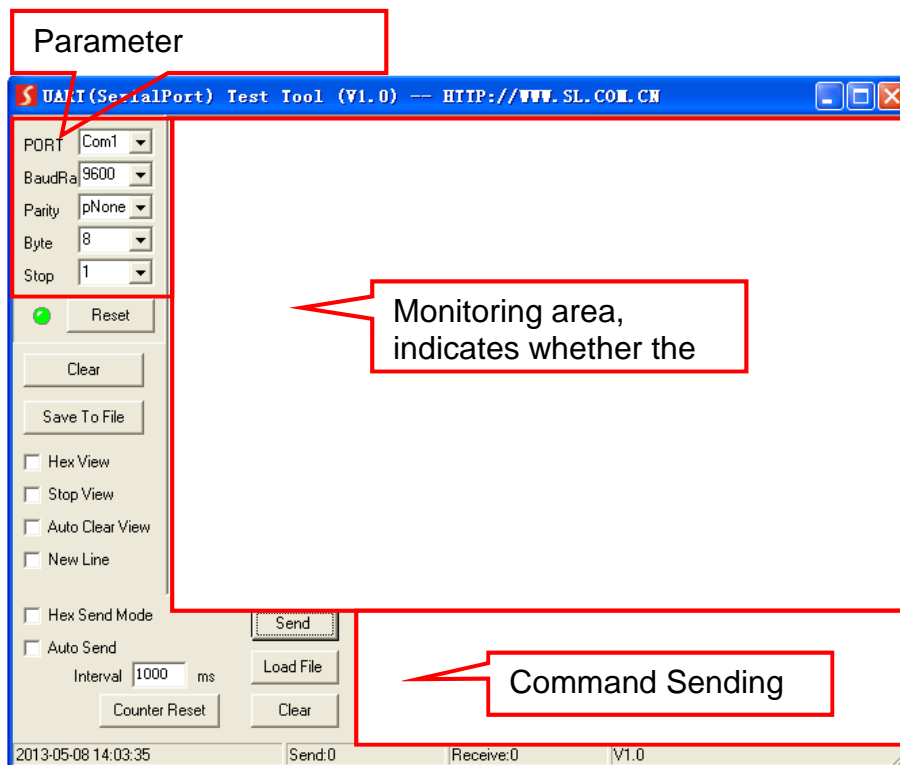 Parameter
UART(SerialPort) Test Tool (V1.0) -- HTTP://WWW.SL.COM.CN
PORT Com1
BaudRa 9600
Parity pNone
Byte 8
Stop 1
Reset
Clear
Save To File
Hex View
Stop View
Auto Clear View
New Line
Monitoring area,
indicates whether the
Hex Send Mode
Send
Auto Send
Interval 1000 ms
Load File
Counter Reset
Clear
Command Sending
2013-05-08 14:03:35 Send:0 Receive:0 V1.0